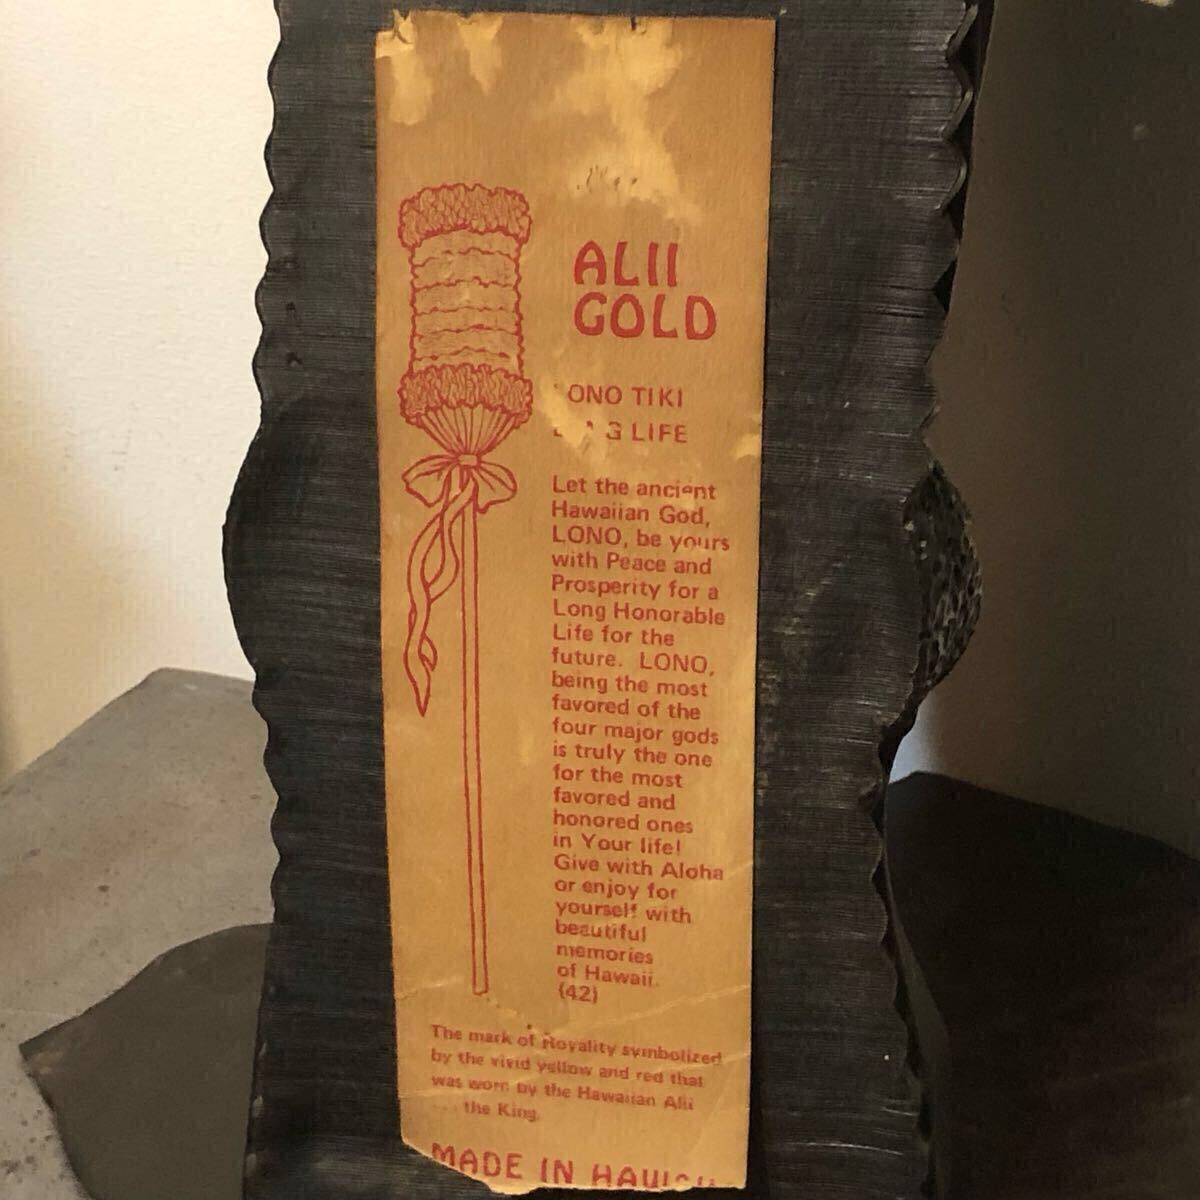 ALII
GOLD
ONO TIKI
LIFE
Let the ancient
Hawaiian God,
LONO, be yours
with Peace and
Prosperity for a
Long Honorable
Life for the
future. LONO,
being the most
favored of the
four major gods
is truly the one
for the most
favored and
honored ones
in Your life!
Give with Aloha
or enjoy for
yourself with
beautiful
memories
of Hawaii.
(42)
The mark of Royality symbolized
by the vivid yellow and red that
was worn by the Hawaiian Alii
... the King.
MADE IN HAWAII